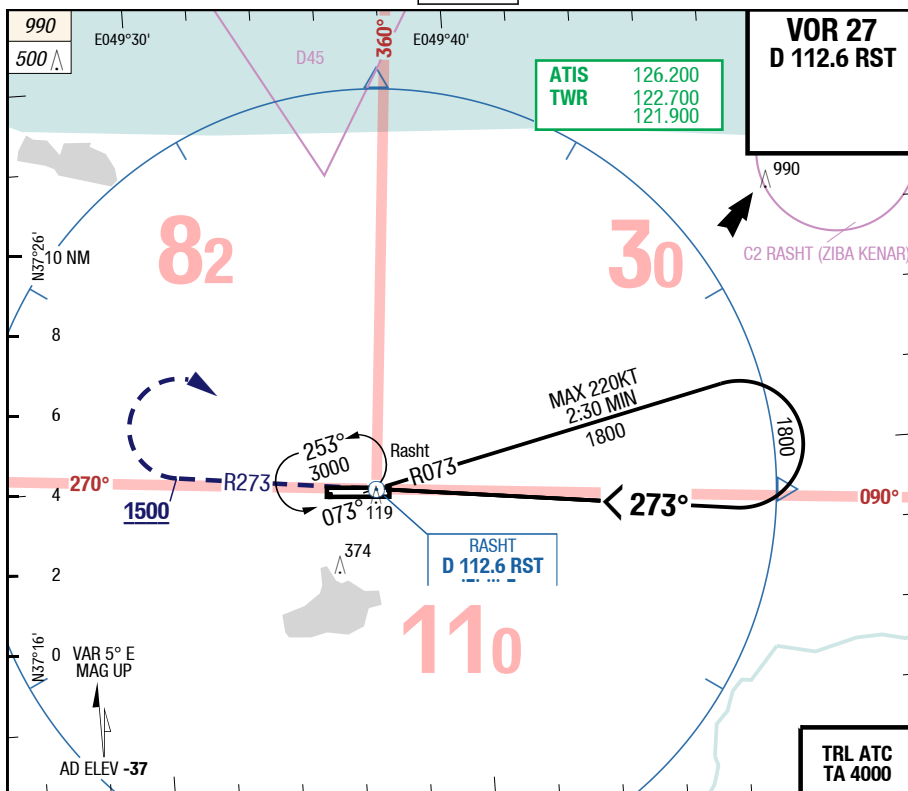 990
500
E049°30'
D45
360°
E049°40'
ATIS 126.200
TWR 122.700
121.900
VOR 27
D 112.6 RST
990
C2 RASHT (ZIBA KENAR)
N37°26'
10 NM
82
30
8
6
4
2
0
MAX 220KT
2:30 MIN
1800
1800
253°
3000
Rasht
R073
270°
R273
1500
073°
119
273°
090°
374
RASHT
D 112.6 RST
110
N37°16'
VAR 5° E
MAG UP
AD ELEV -37
TRL ATC
TA 4000